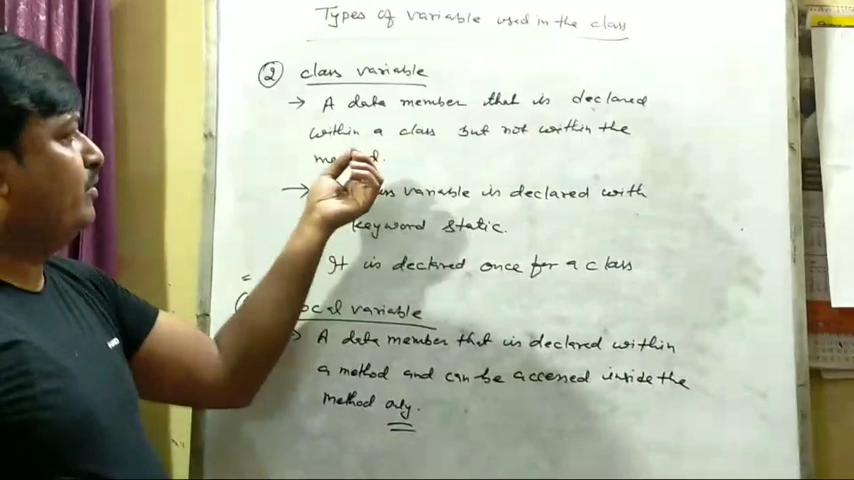 Types of variable used in the class
② class variable
→ A data member that is declared
within a class but not within the
→ variable is declared with
keyword static.
It is declared once for a class
variable
A data member that is declared within
a method and can be accessed inside the
method only.